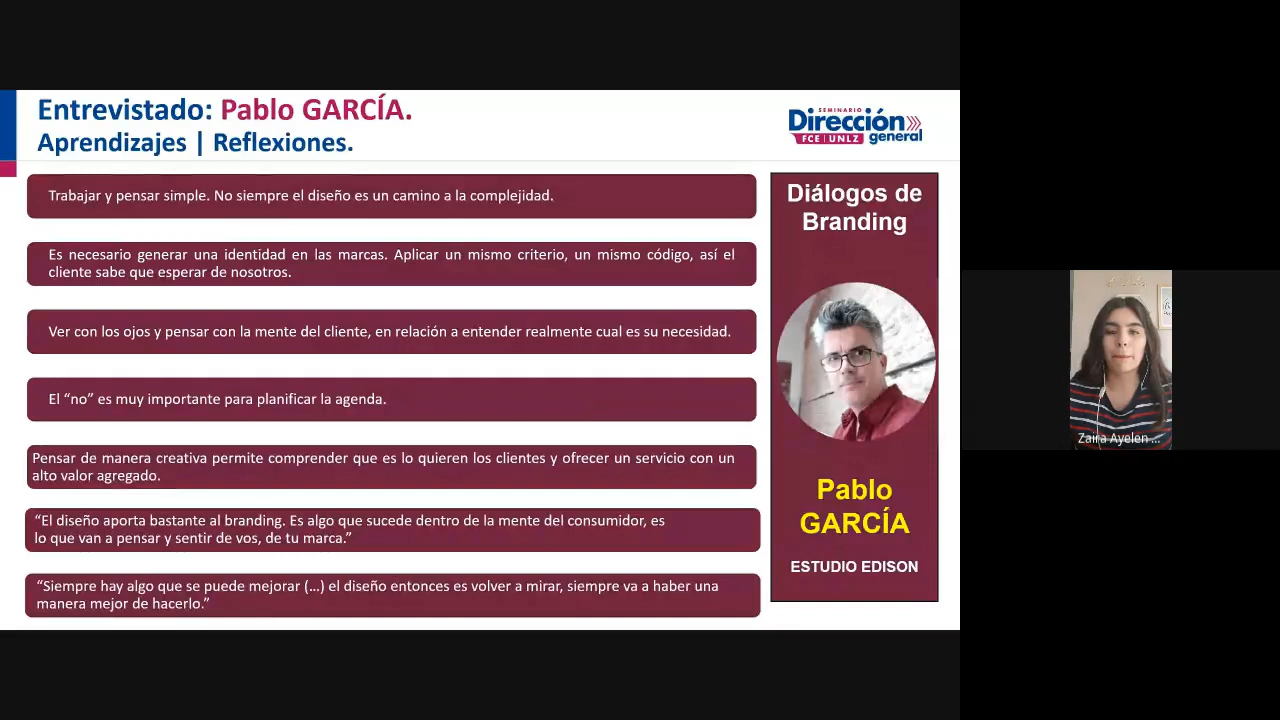 Entrevistado: Pablo GARCÍA.
Aprendizajes | Reflexiones.
SEMINARIO
Dirección
general
FCE UNLZ
Trabajar y pensar simple. No siempre el diseño es un camino a la complejidad.
Es necesario generar una identidad en las marcas. Aplicar un mismo criterio, un mismo código, así el
cliente sabe que esperar de nosotros.
Ver con los ojos y pensar con la mente del cliente, en relación a entender realmente cual es su necesidad.
El “no” es muy importante para planificar la agenda.
Pensar de manera creativa permite comprender que es lo quieren los clientes y ofrecer un servicio con un
alto valor agregado.
“El diseño aporta bastante al branding. Es algo que sucede dentro de la mente del consumidor, es
lo que van a pensar y sentir de vos, de tu marca.”
“Siempre hay algo que se puede mejorar (...) el diseño entonces es volver a mirar, siempre va a haber una
manera mejor de hacerlo.”
Diálogos de
Branding
Pablo
GARCÍA
ESTUDIO EDISON
Zaira Ayelen ...